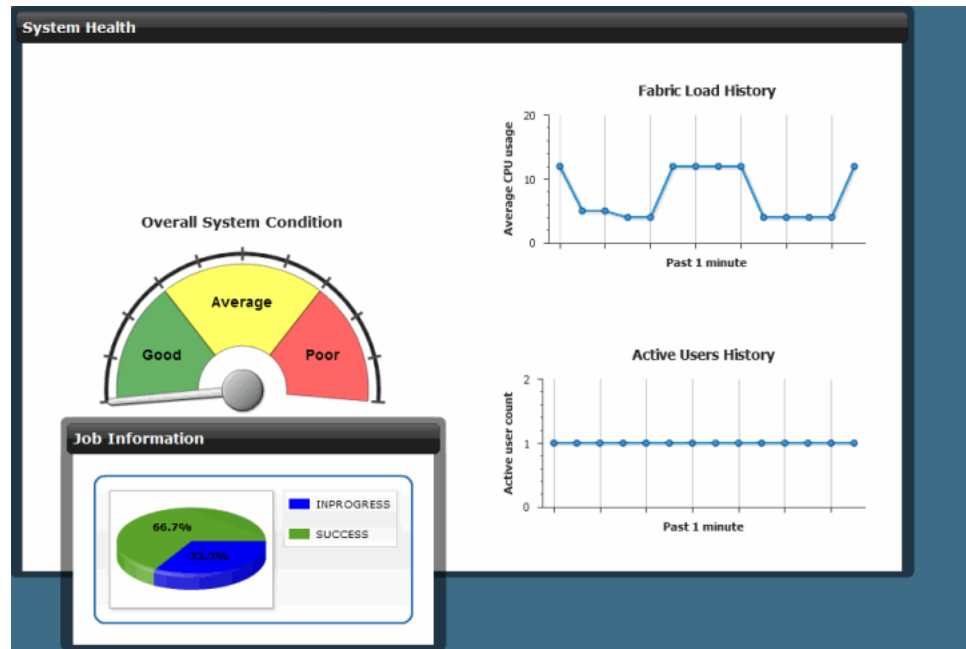 System Health
Overall System Condition
Good
Average
Poor
Fabric Load History
Average CPU usage
20
10
0
Past 1 minute
Active Users History
Active user count
2
1
0
Past 1 minute
Job Information
66.7%
33.3%
INPROGRESS
SUCCESS